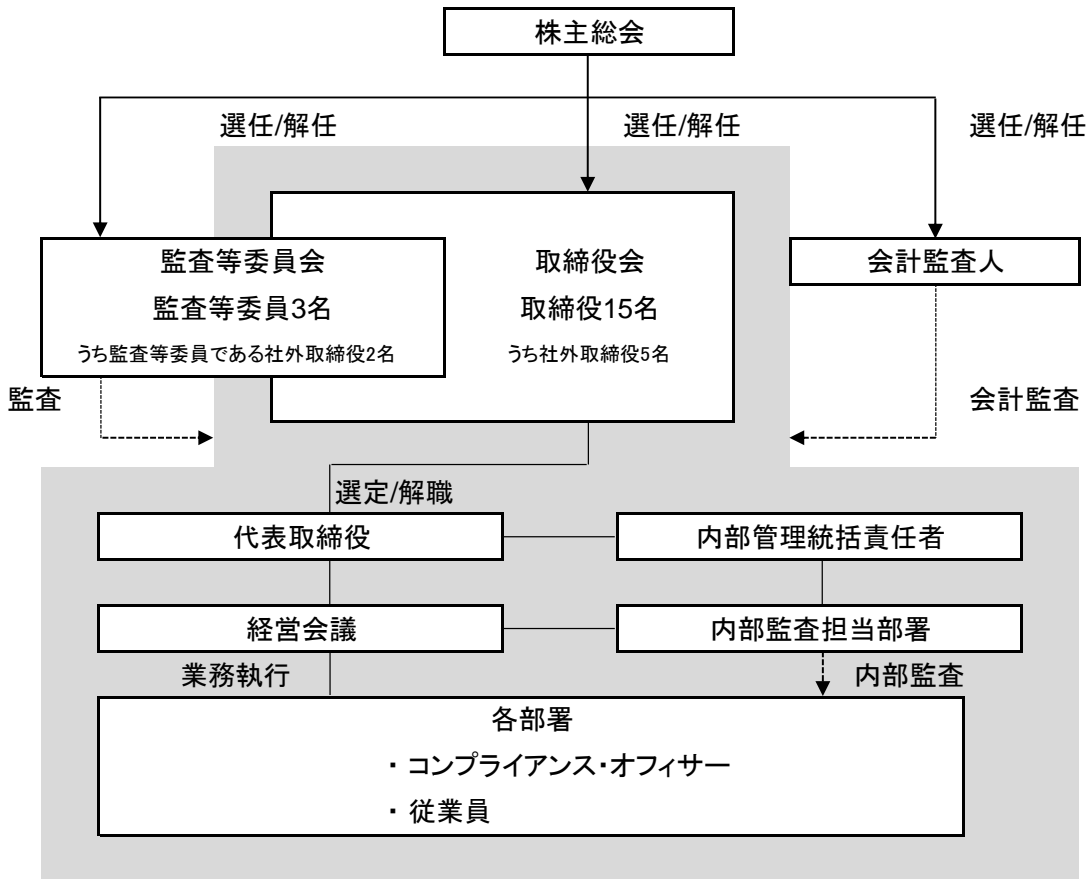 株主総会
選任/解任
選任/解任
選任/解任
監査等委員会
監査等委員3名
うち監査等委員である社外取締役2名
取締役会
取締役15名
うち社外取締役5名
会計監査人
監査
会計監査
選定/解職
代表取締役
内部管理統括責任者
経営会議
内部監査担当部署
業務執行
内部監査
各部署
・ コンプライアンス・オフィサー
・ 従業員